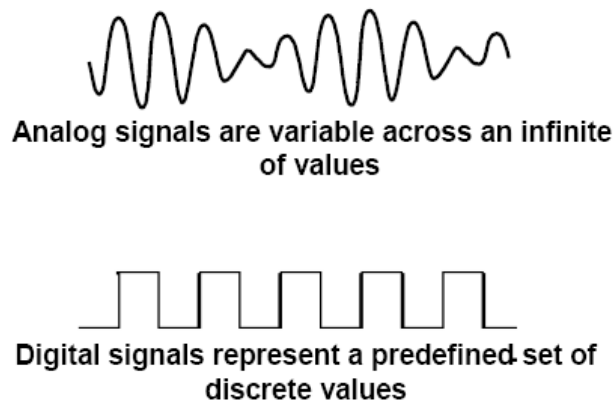 Analog signals are variable across an infinite
of values
Digital signals represent a predefined set of
discrete values